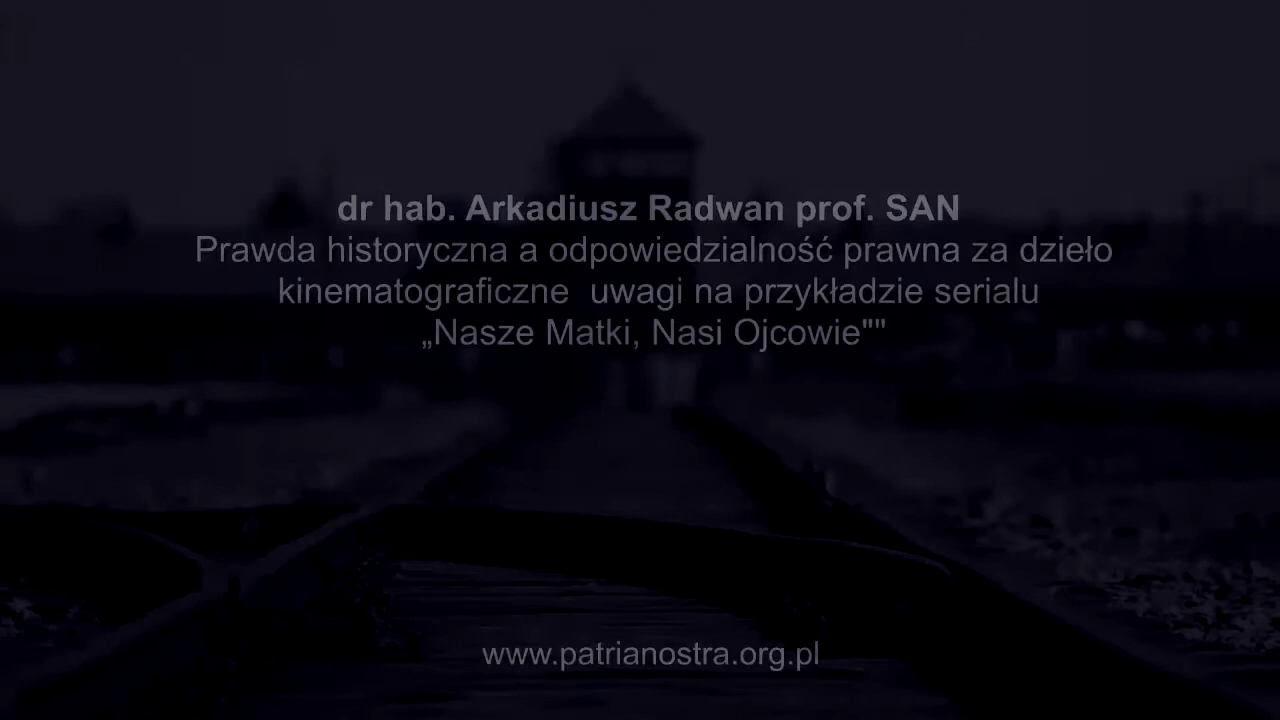 dr hab. Arkadiusz Radwan prof. SAN
Prawda historyczna a odpowiedzialność prawna za dzieło
kinematograficzne  uwagi na przykładzie serialu
„Nasze Matki, Nasi Ojcowie""
www.patrianostra.org.pl